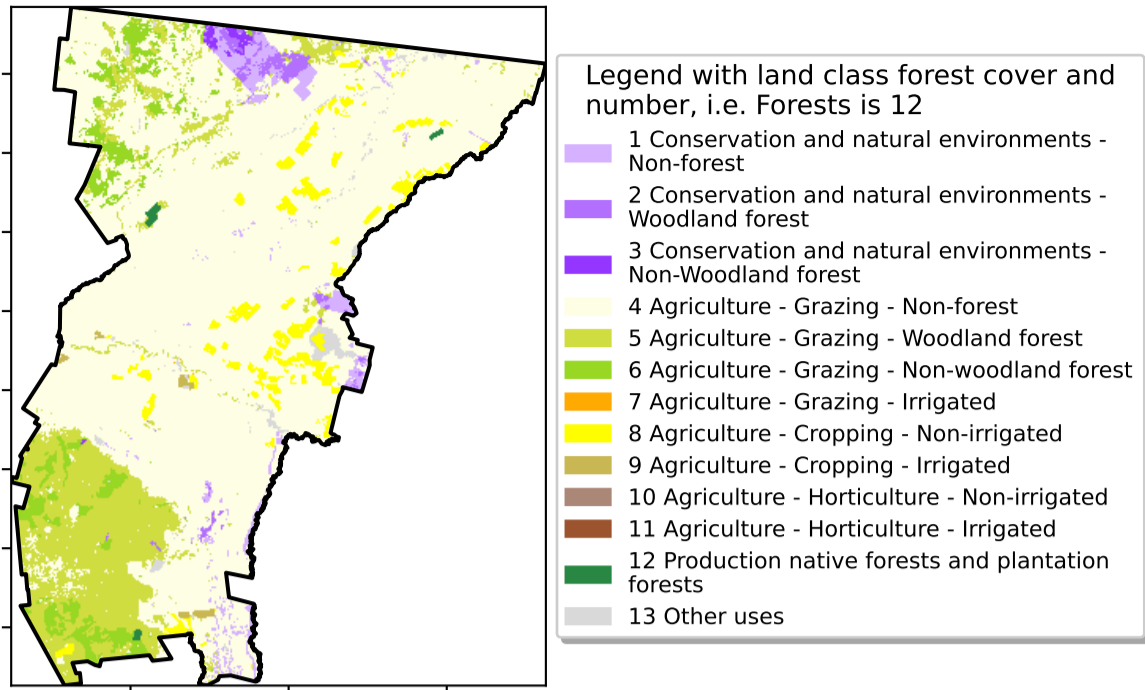 Legend with land class forest cover and
number, i.e. Forests is 12
1 Conservation and natural environments -
Non-forest
2 Conservation and natural environments -
Woodland forest
3 Conservation and natural environments -
Non-Woodland forest
4 Agriculture - Grazing - Non-forest
5 Agriculture - Grazing - Woodland forest
6 Agriculture - Grazing - Non-woodland forest
7 Agriculture - Grazing - Irrigated
8 Agriculture - Cropping - Non-irrigated
9 Agriculture - Cropping - Irrigated
10 Agriculture - Horticulture - Non-irrigated
11 Agriculture - Horticulture - Irrigated
12 Production native forests and plantation
forests
13 Other uses